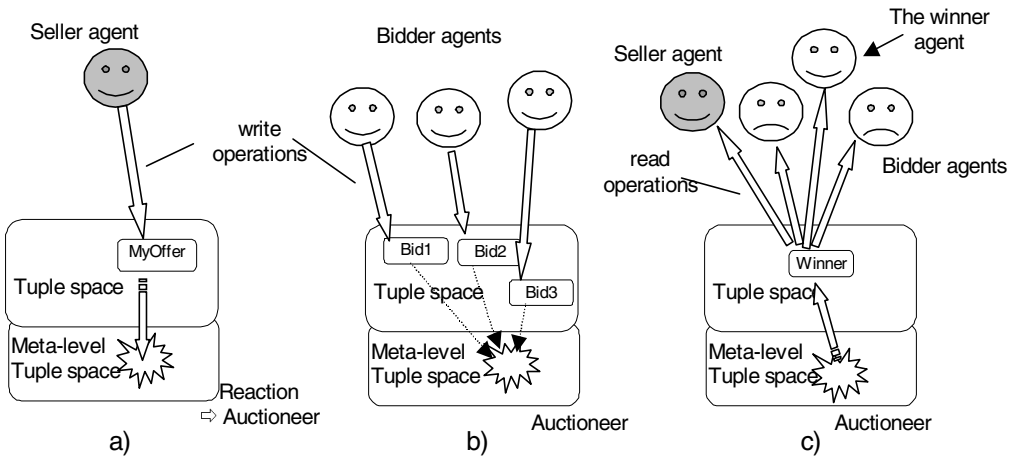 Seller agent
write
operations
MyOffer
Tuple space
Meta-level
Tuple space
Reaction
⇨ Auctioneer
a)
Bidder agents
Bid1
Bid2
Bid3
Tuple space
Meta-level
Tuple space
Auctioneer
b)
The winner
agent
Seller agent
read
operations
Bidder agents
Winner
Tuple space
Meta-level
Tuple space
Auctioneer
c)